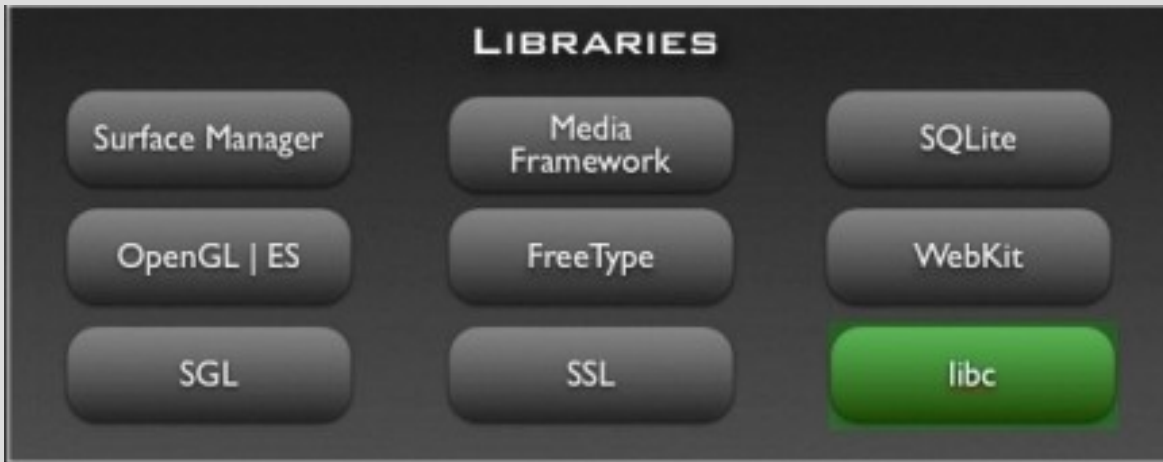 LIBRARIES
Surface Manager
Media
Framework
SQLite
OpenGL | ES
FreeType
WebKit
SGL
SSL
libc